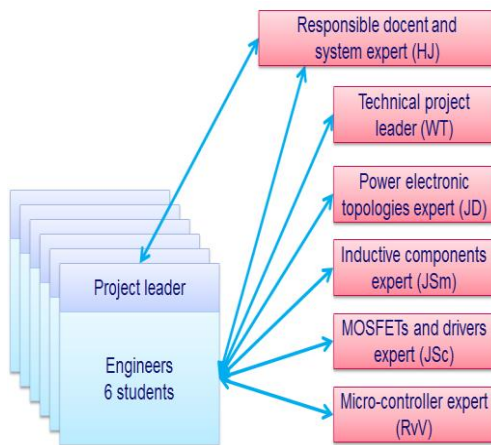 Responsible docent and
system expert (HJ)
Technical project
leader (WT)
Power electronic
topologies expert (JD)
Inductive components
expert (JSm)
MOSFETs and drivers
expert (JSc)
Micro-controller expert
(RvV)
Project leader
Engineers
6 students